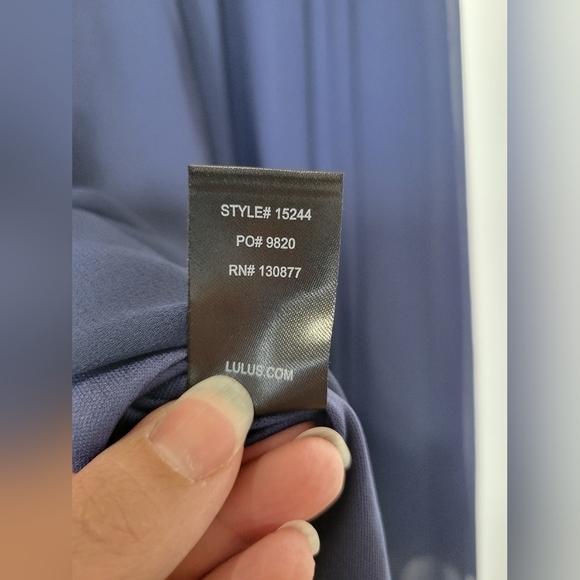 STYLE# 15244
PO# 9820
RN# 130877
LULUS.COM